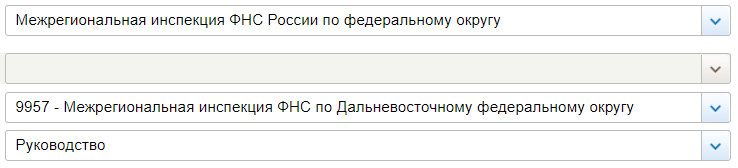 Межрегиональная инспекция ФНС России по федеральному округу
9957 - Межрегиональная инспекция ФНС по Дальневосточному федеральному округу
Руководство